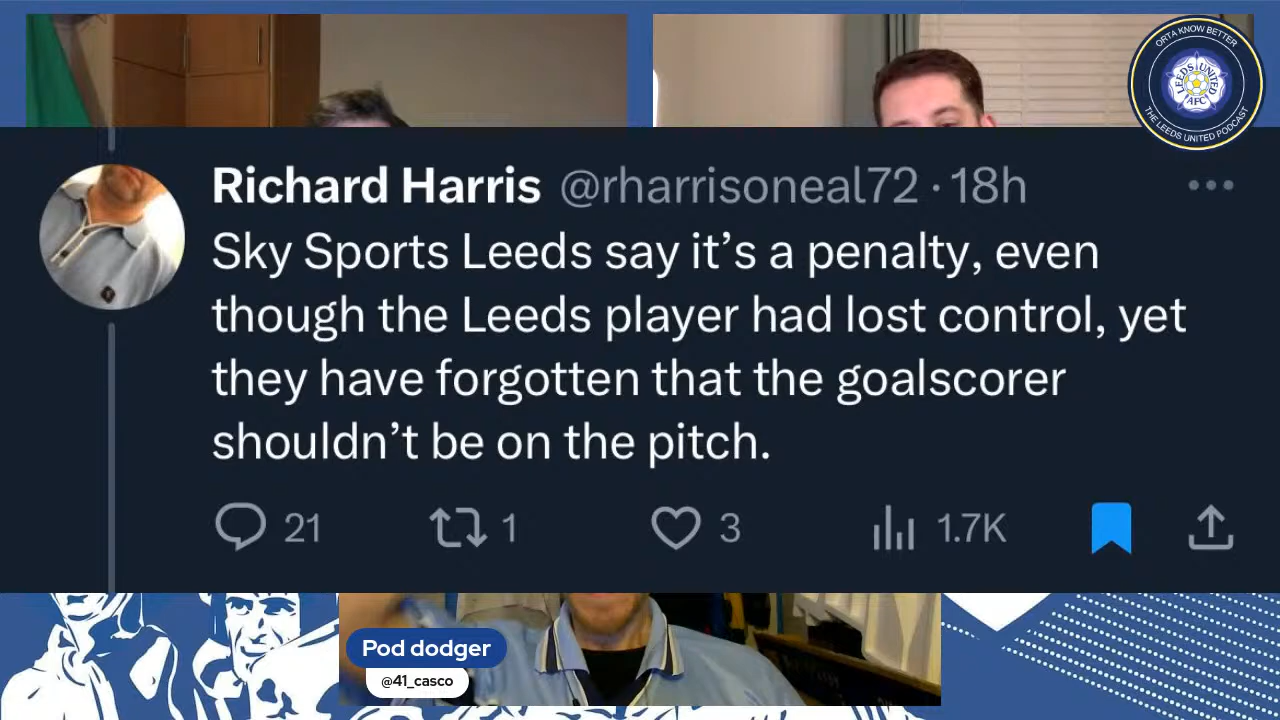 ORTA KNOW BETTER
LEEDS UNITED
AFC
THE LEEDS UNITED PODCAST
Richard Harris @rharrisoneal72 · 18h
Sky Sports Leeds say it’s a penalty, even
though the Leeds player had lost control, yet
they have forgotten that the goalscorer
shouldn’t be on the pitch.
21 1 3 1.7K
Pod dodger
@41_casco